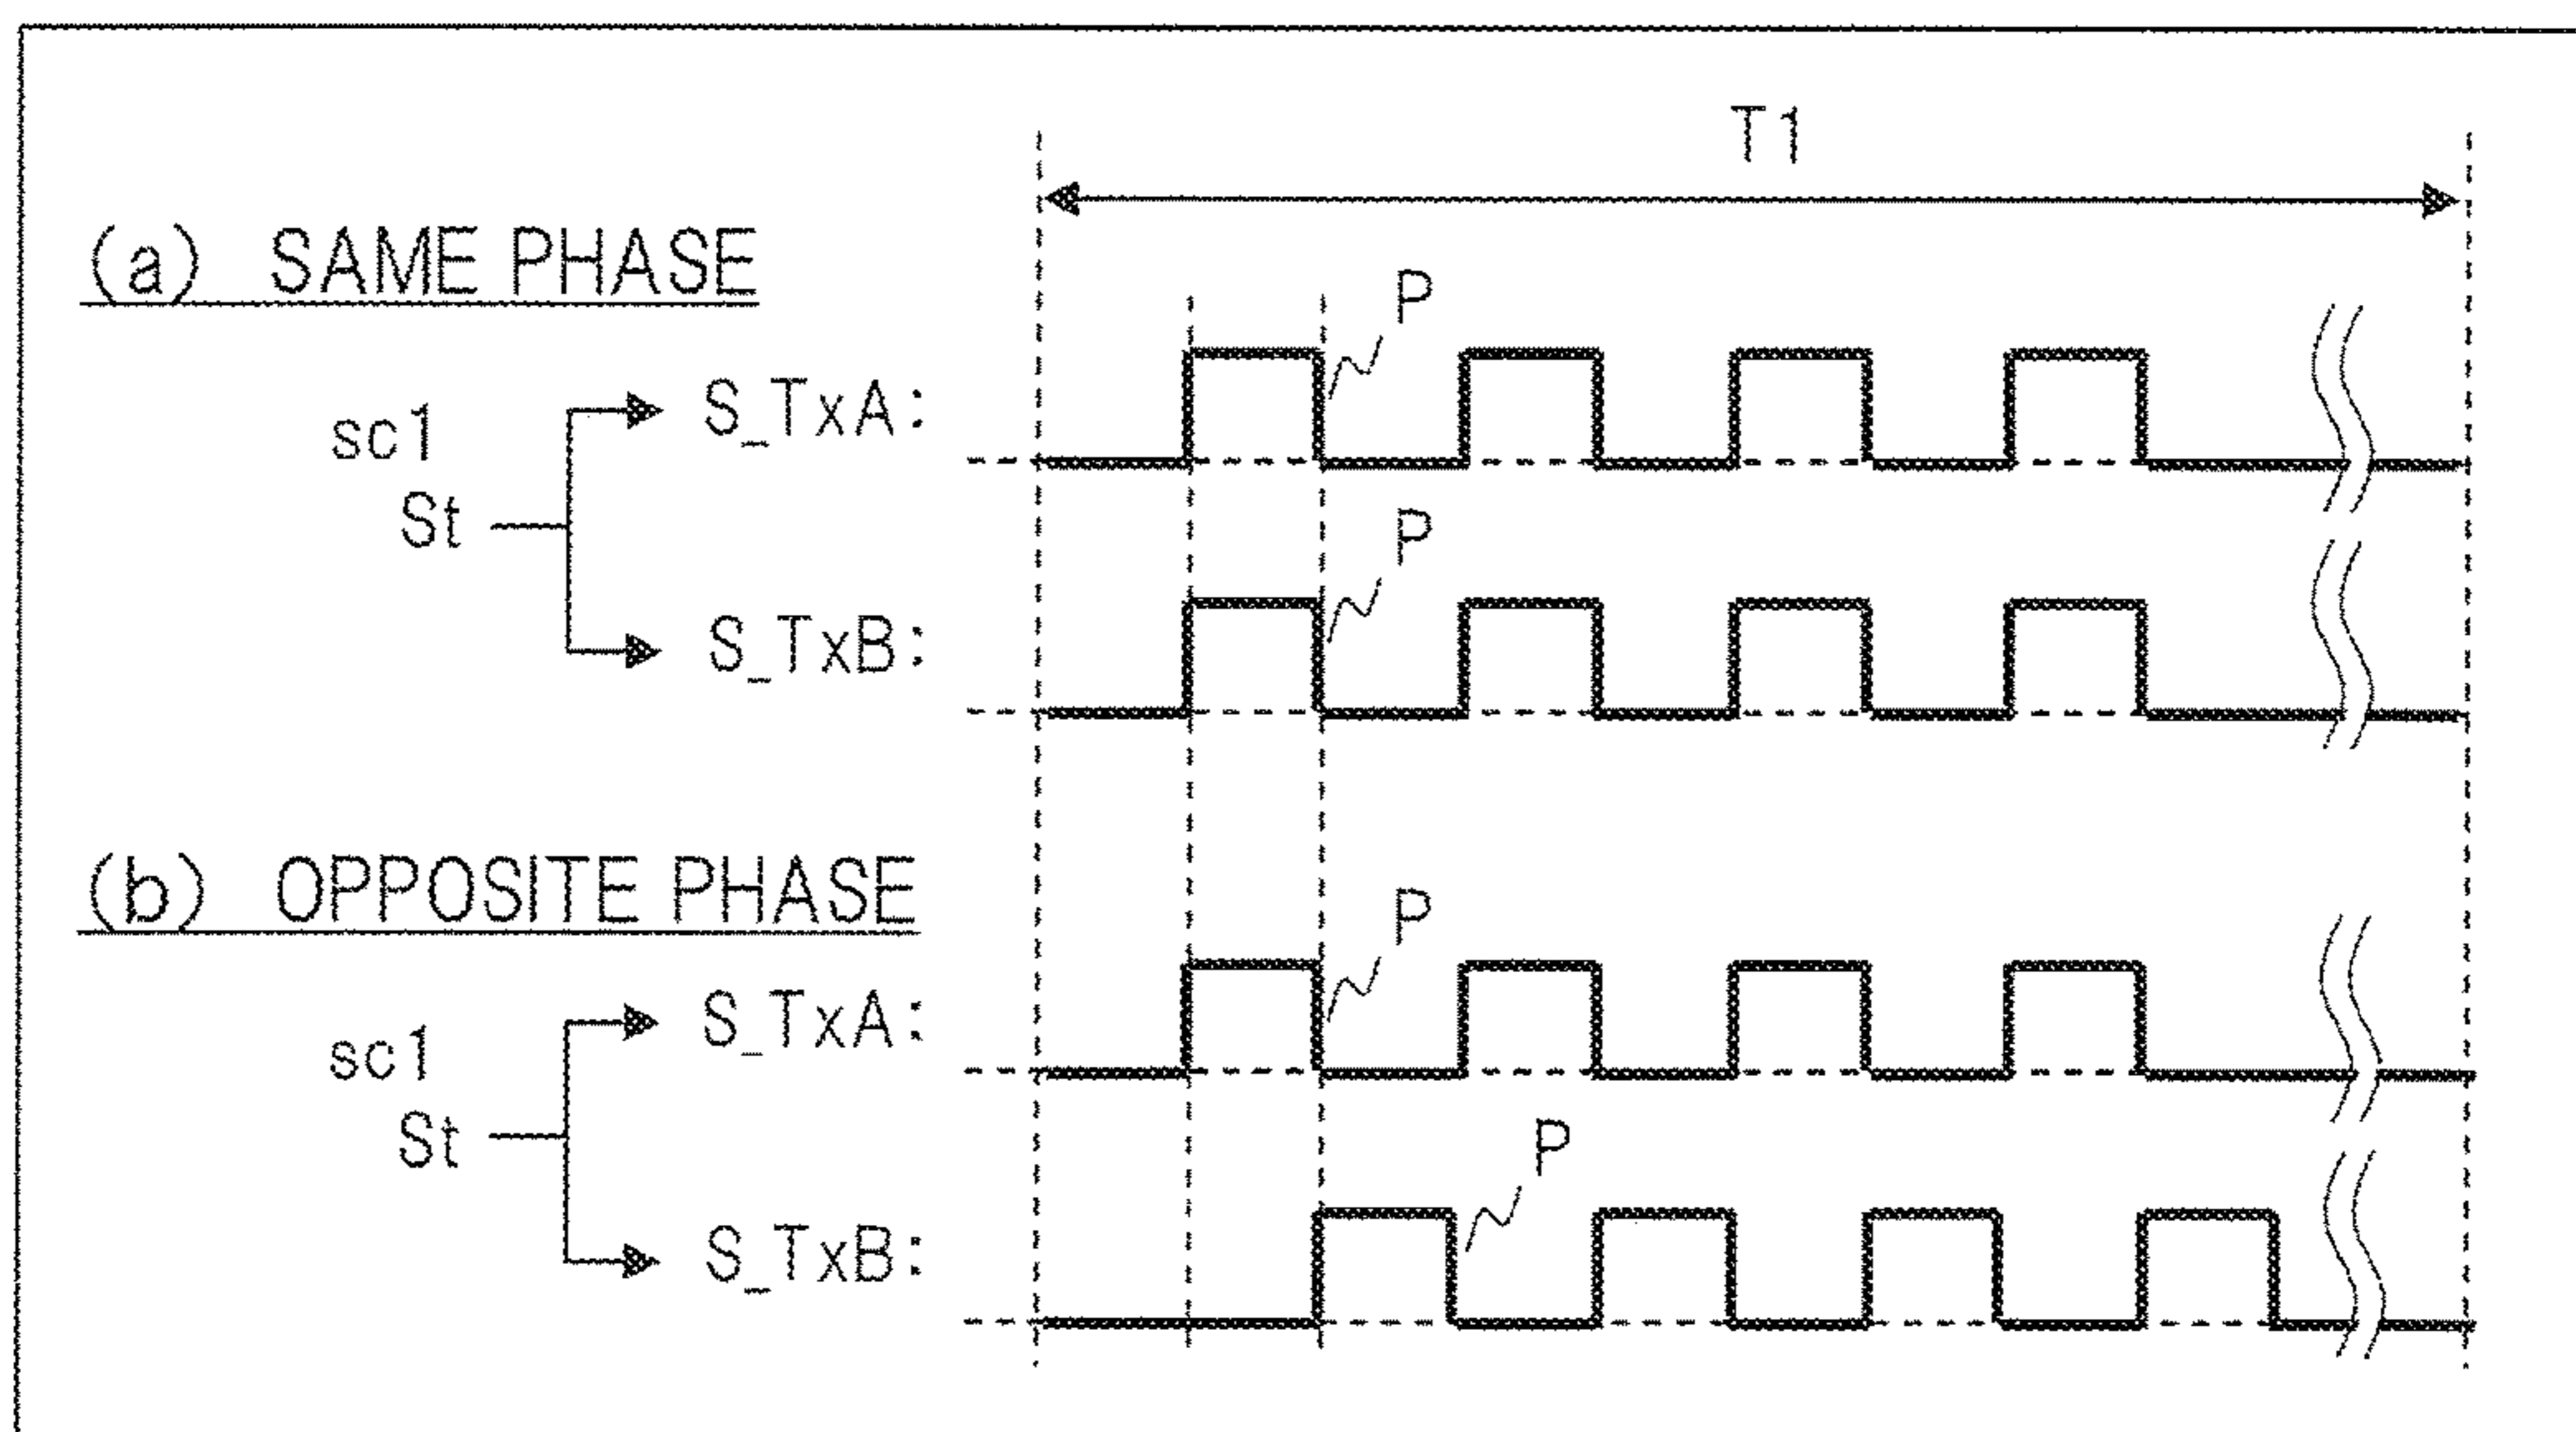 T1
(a) SAME PHASE
P
sc1
S_TxA:
St
P
S_TxB:
(b) OPPOSITE PHASE
P
sc1
S_TxA:
St
P
S_TxB: